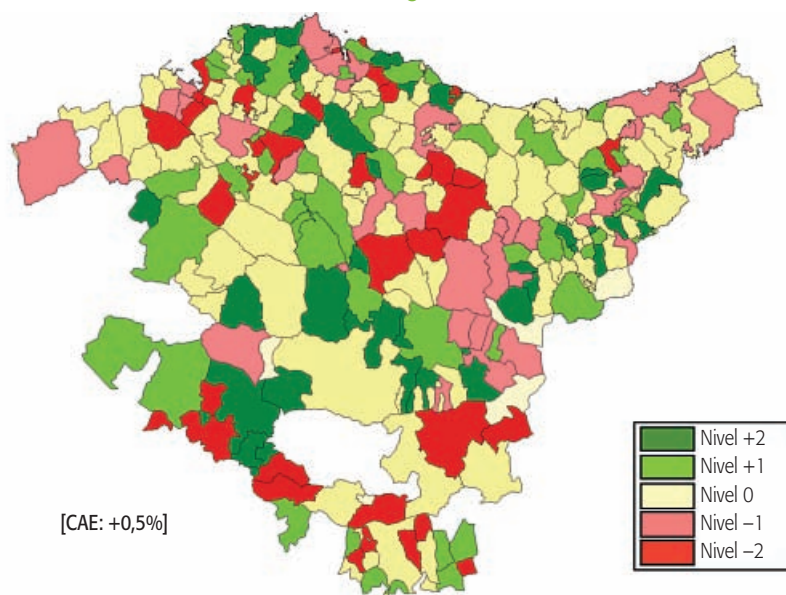 [CAE: +0,5%]
Nivel +2
Nivel +1
Nivel 0
Nivel –1
Nivel –2